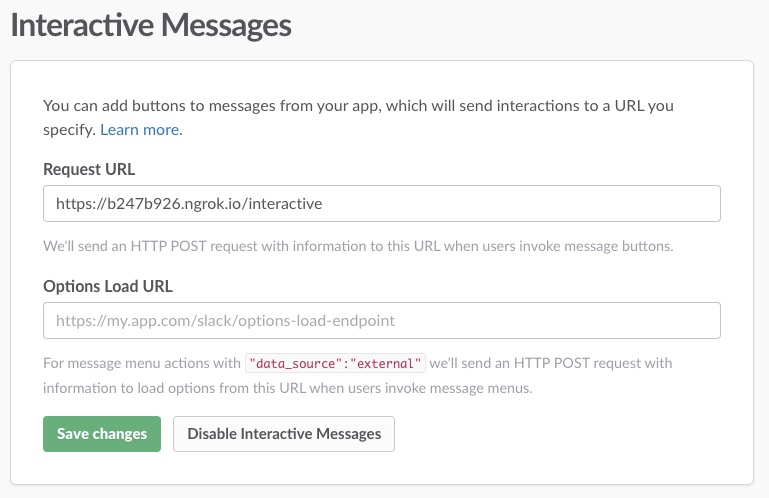 Interactive Messages
You can add buttons to messages from your app, which will send interactions to a URL you
specify. Learn more.
Request URL
https://b247b926.ngrok.io/interactive
We'll send an HTTP POST request with information to this URL when users invoke message buttons.
Options Load URL
https://my.app.com/slack/options-load-endpoint
For message menu actions with "data_source":"external" we'll send an HTTP POST request with
information to load options from this URL when users invoke message menus.
Save changes Disable Interactive Messages